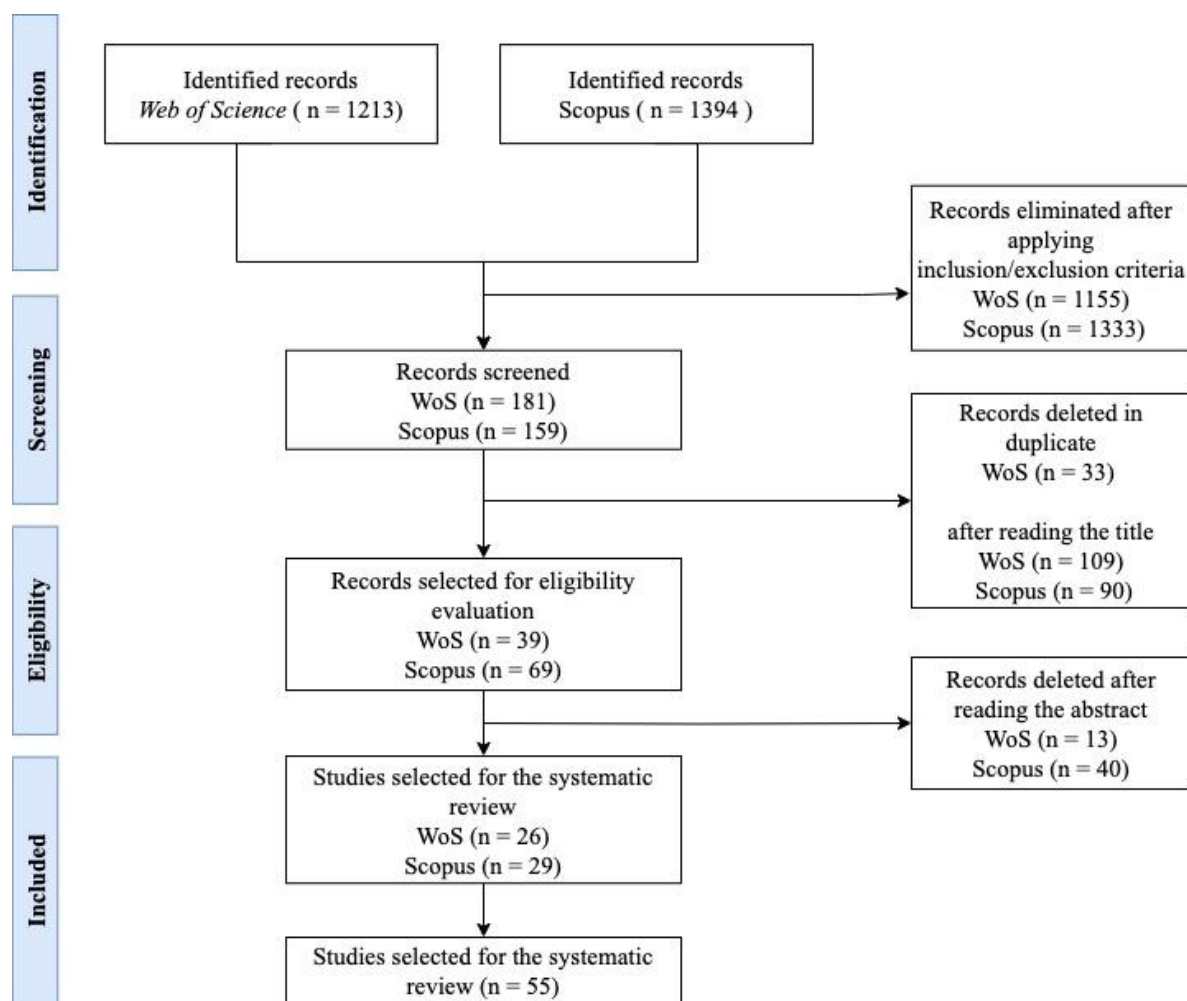 Identification
Identified records
Web of Science ( n = 1213)
Identified records
Scopus ( n = 1394 )
Records eliminated after
applying
inclusion/exclusion criteria
WoS (n = 1155)
Scopus (n = 1333)
Screening
Records screened
WoS (n = 181)
Scopus (n = 159)
Records deleted in
duplicate
WoS (n = 33)
after reading the title
WoS (n = 109)
Scopus (n = 90)
Eligibility
Records selected for eligibility
evaluation
WoS (n = 39)
Scopus (n = 69)
Records deleted after
reading the abstract
WoS (n = 13)
Scopus (n = 40)
Included
Studies selected for the systematic
review
WoS (n = 26)
Scopus (n = 29)
Studies selected for the systematic
review (n = 55)